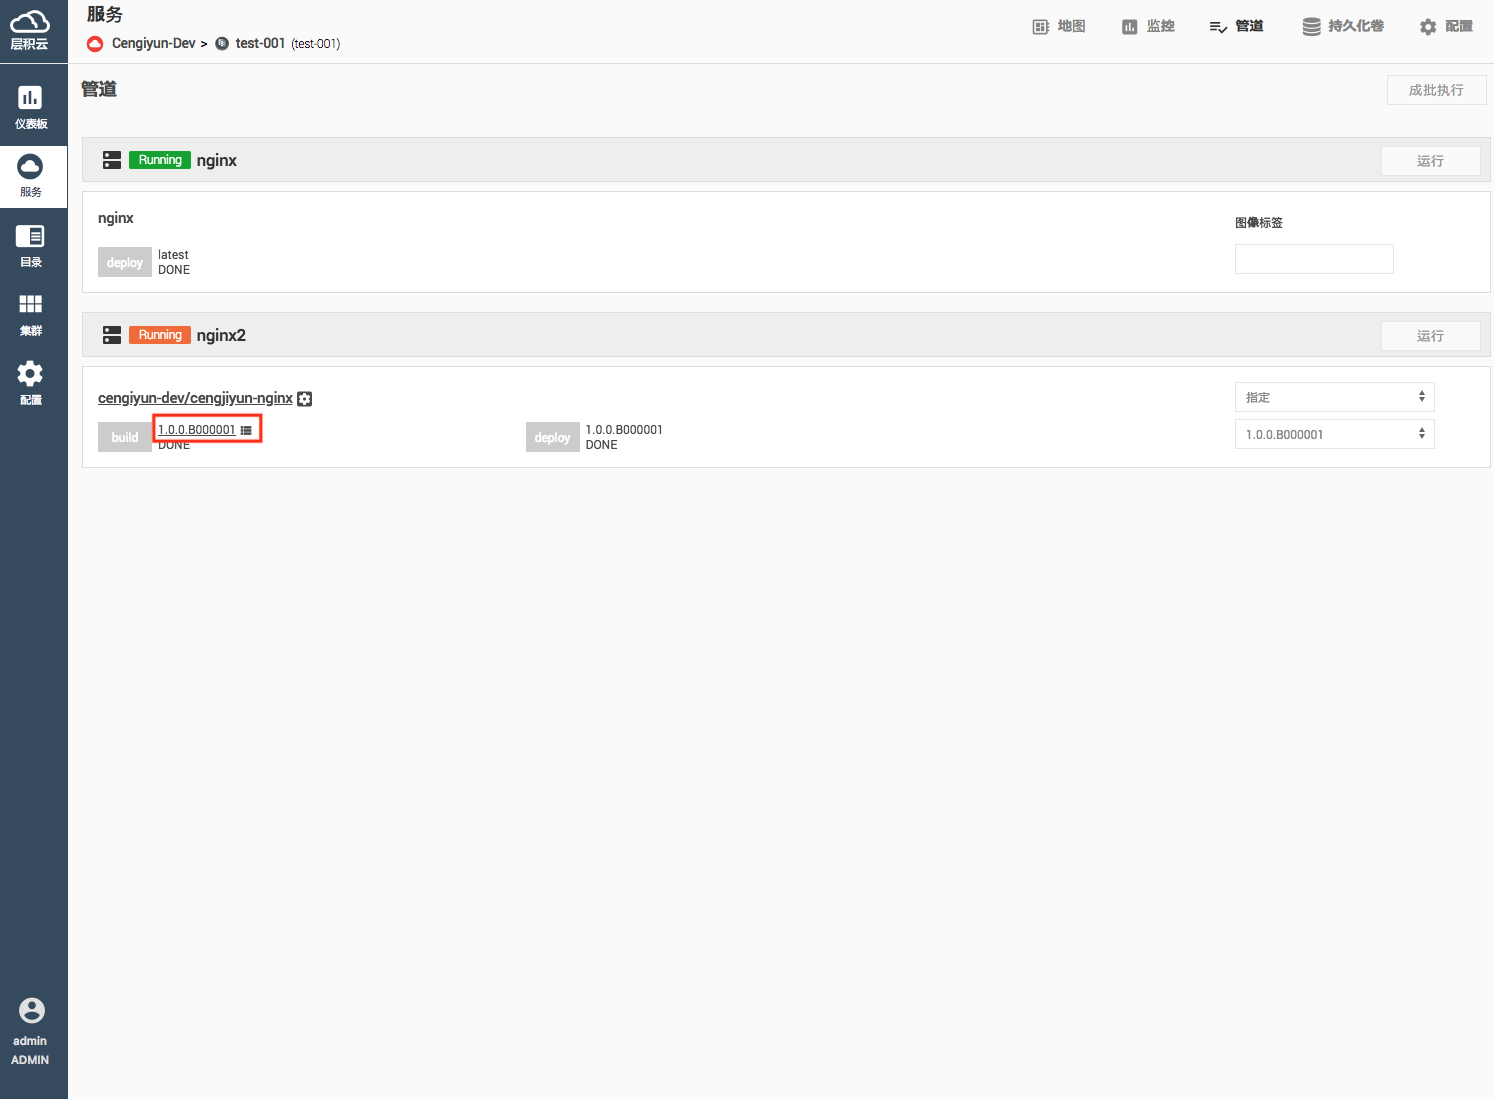 层积云
服务
Cengiyun-Dev > test-001 (test-001)
地图
监控
管道
持久化卷
配置
仪表板
服务
目录
集群
配置
admin
ADMIN
管道
成批执行
Running nginx
运行
nginx
图像标签
deploy
latest
DONE
Running nginx2
运行
cengiyun-dev/cengjiyun-nginx
指定
build
1.0.0.B000001
DONE
deploy
1.0.0.B000001
DONE
1.0.0.B000001